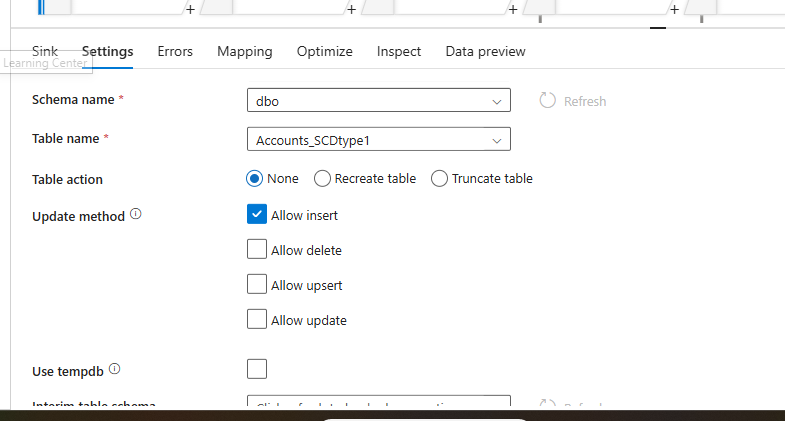 + + + + +
Sink Settings Errors Mapping Optimize Inspect Data preview
Learning Center
Schema name * dbo Refresh
Table name * Accounts_SCDtype1
Table action None Recreate table Truncate table
Update method Allow insert
Allow delete
Allow upsert
Allow update
Use tempdb
Interim table schema